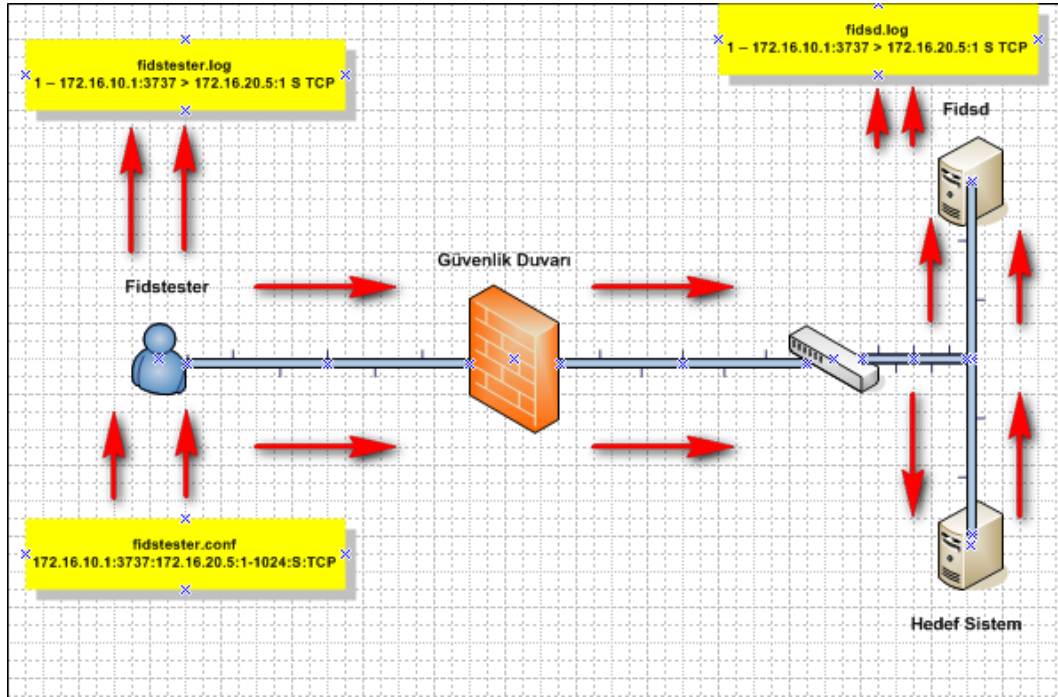 fidstester.log
1 – 172.16.10.1:3737 > 172.16.20.5:1 S TCP
fidsd.log
1 – 172.16.10.1:3737 > 172.16.20.5:1 S TCP
Fidsd
Güvenlik Duvarı
Fidstester
fidstester.conf
172.16.10.1:3737:172.16.20.5:1-1024:S:TCP
Hedef Sistem